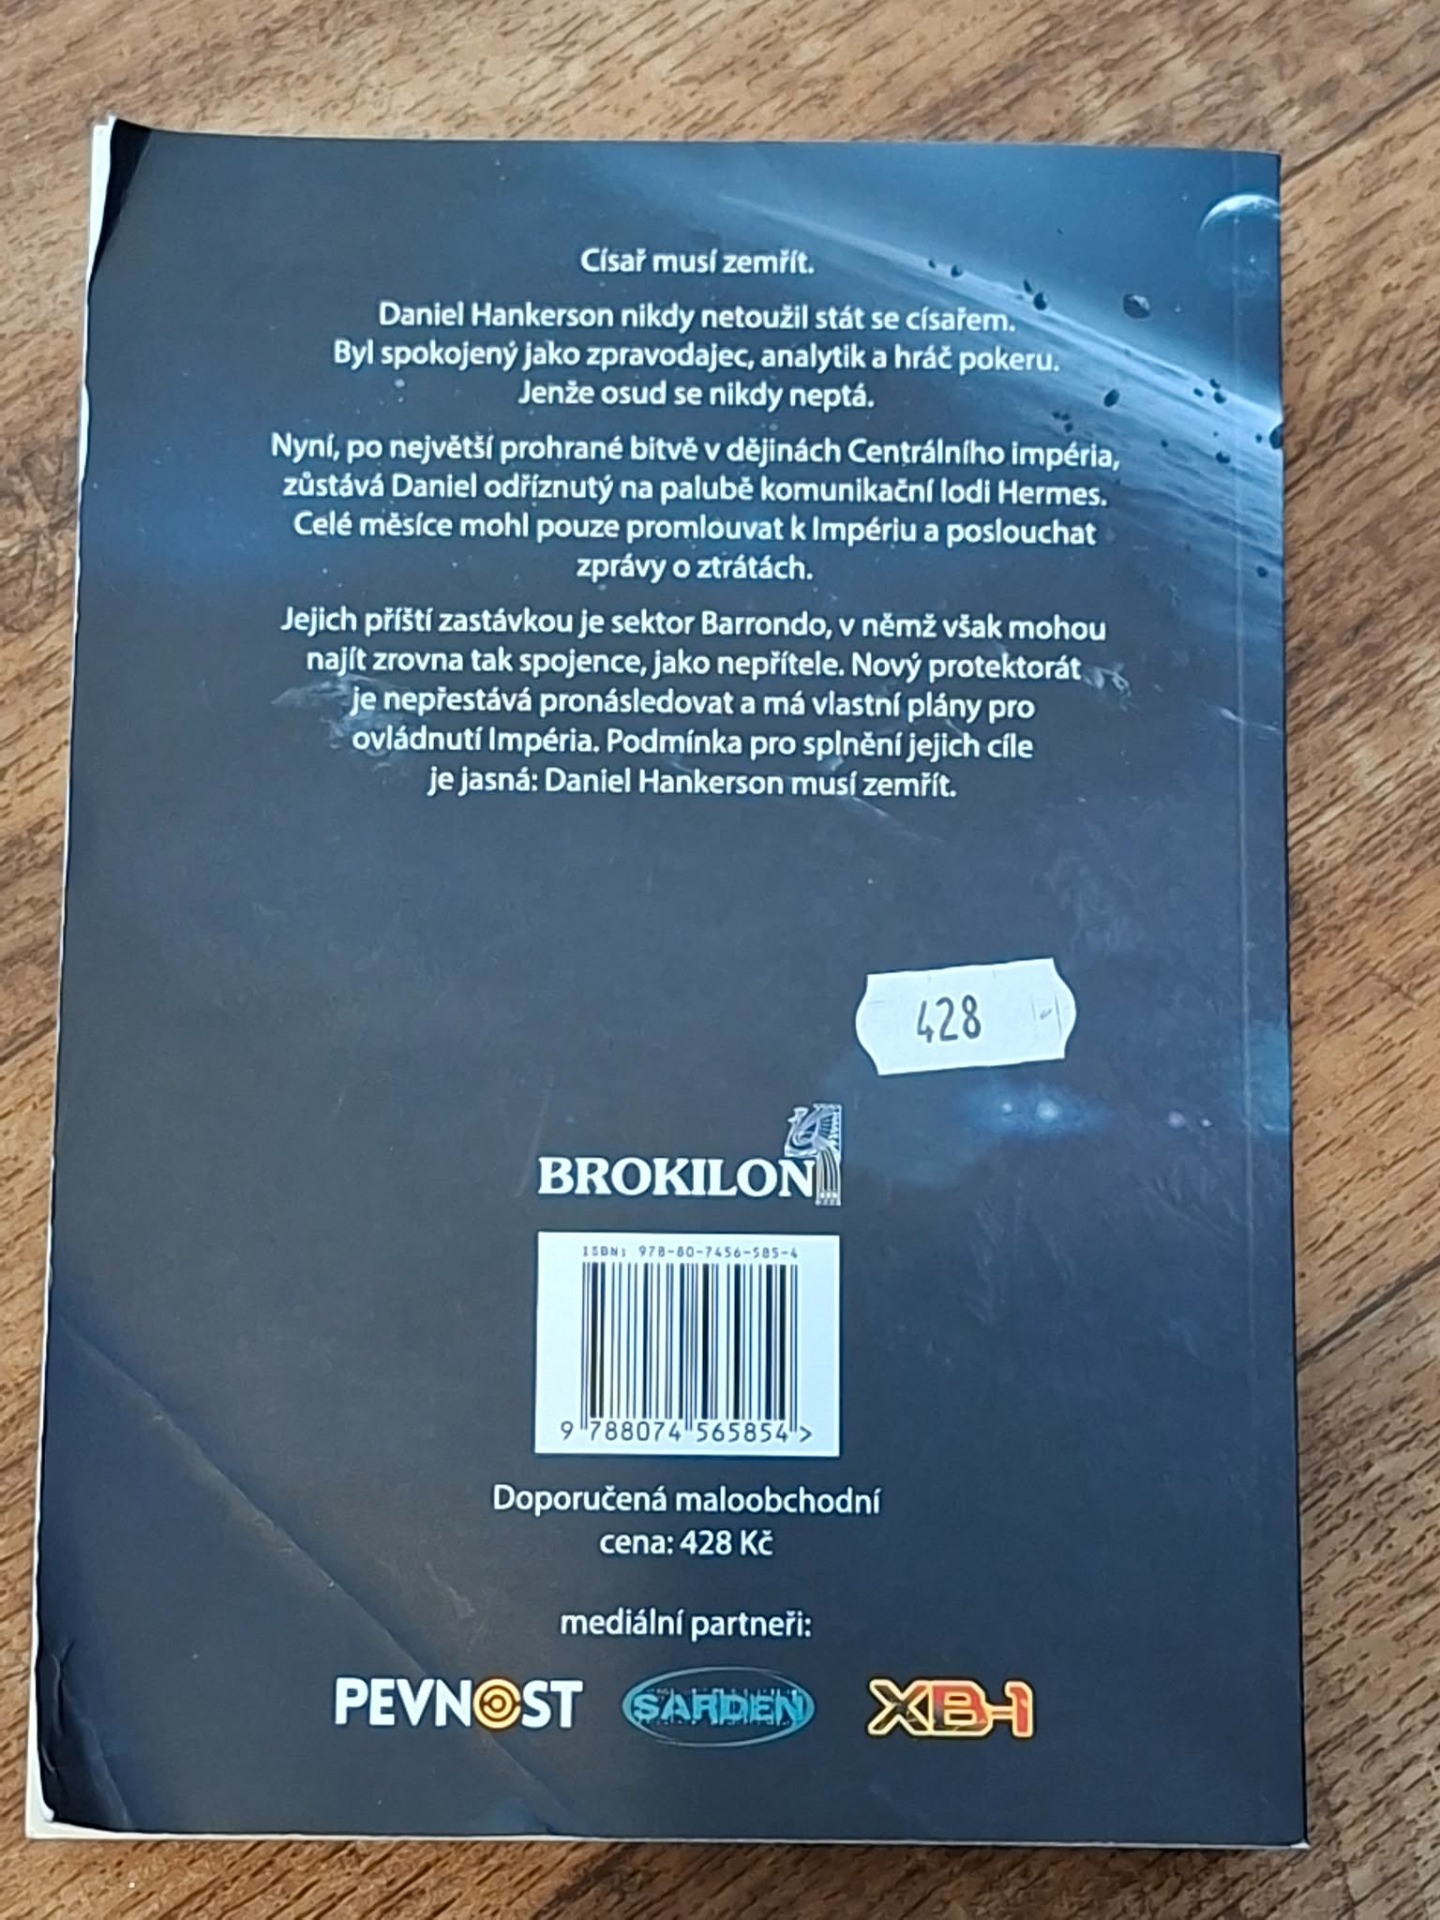 Císař musí zemřít.
Daniel Hankerson nikdy netoužil stát se císařem.
Byl spokojený jako zpravodajec, analytik a hráč pokeru.
Jenže osud se nikdy neptá.
Nyní, po největší prohrané bitvě v dějinách Centrálního impéria,
zůstává Daniel odříznutý na palubě komunikační lodi Hermes.
Celé měsíce mohl pouze promlouvat k Impériu a poslouchat
zprávy o ztrátách.
Jejich příští zastávkou je sektor Barrondo, v němž však mohou
najít zrovna tak spojence, jako nepřítele. Nový protektorát
je nepřestává pronásledovat a má vlastní plány pro
ovládnutí Impéria. Podmínka pro splnění jejich cíle
je jasná: Daniel Hankerson musí zemřít.
428
BROKILON
ISBN: 978-80-7456-585-4
9 788074 565854 >
Doporučená maloobchodní
cena: 428 Kč
mediální partneři:
PEVNOST SARDEN XB-1